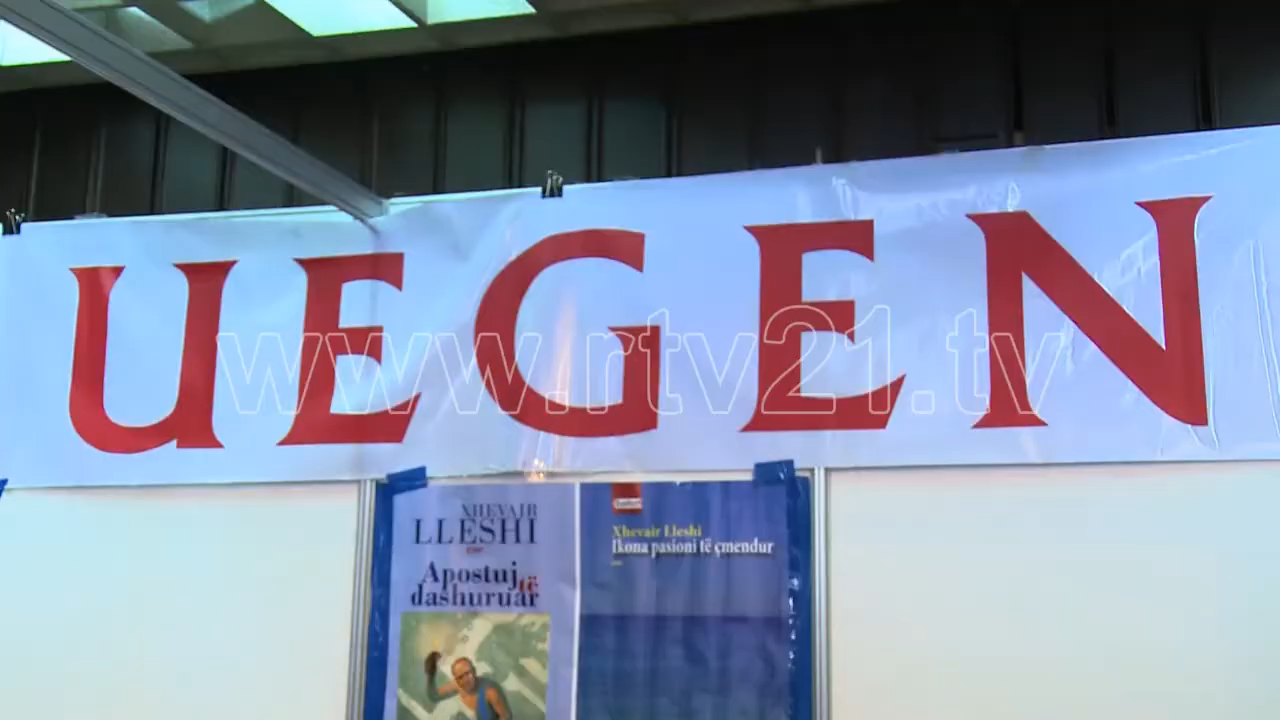 UEGEN
www.rtv21.tv
XHEVAIR
LLESHI
Apostuj të
dashuruar
Xhevair Lleshi
Ikona pasioni të çmendur